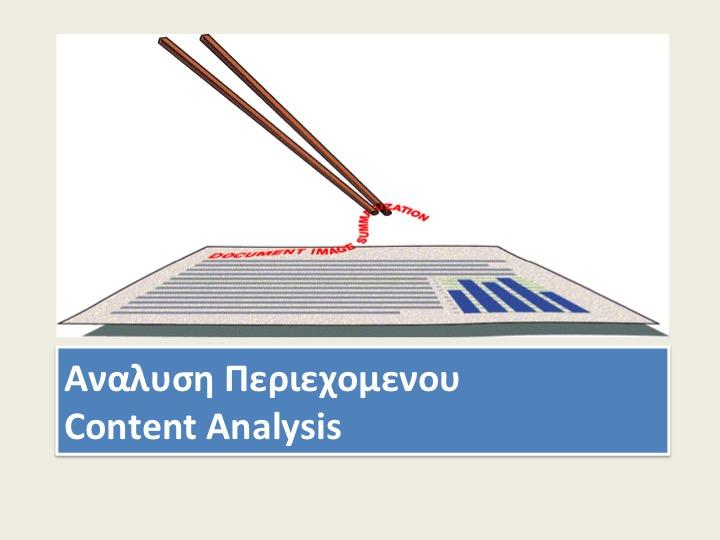 DOCUMENT IMAGE SUMMARIZATION
Αναλυση Περιεχομενου
Content Analysis